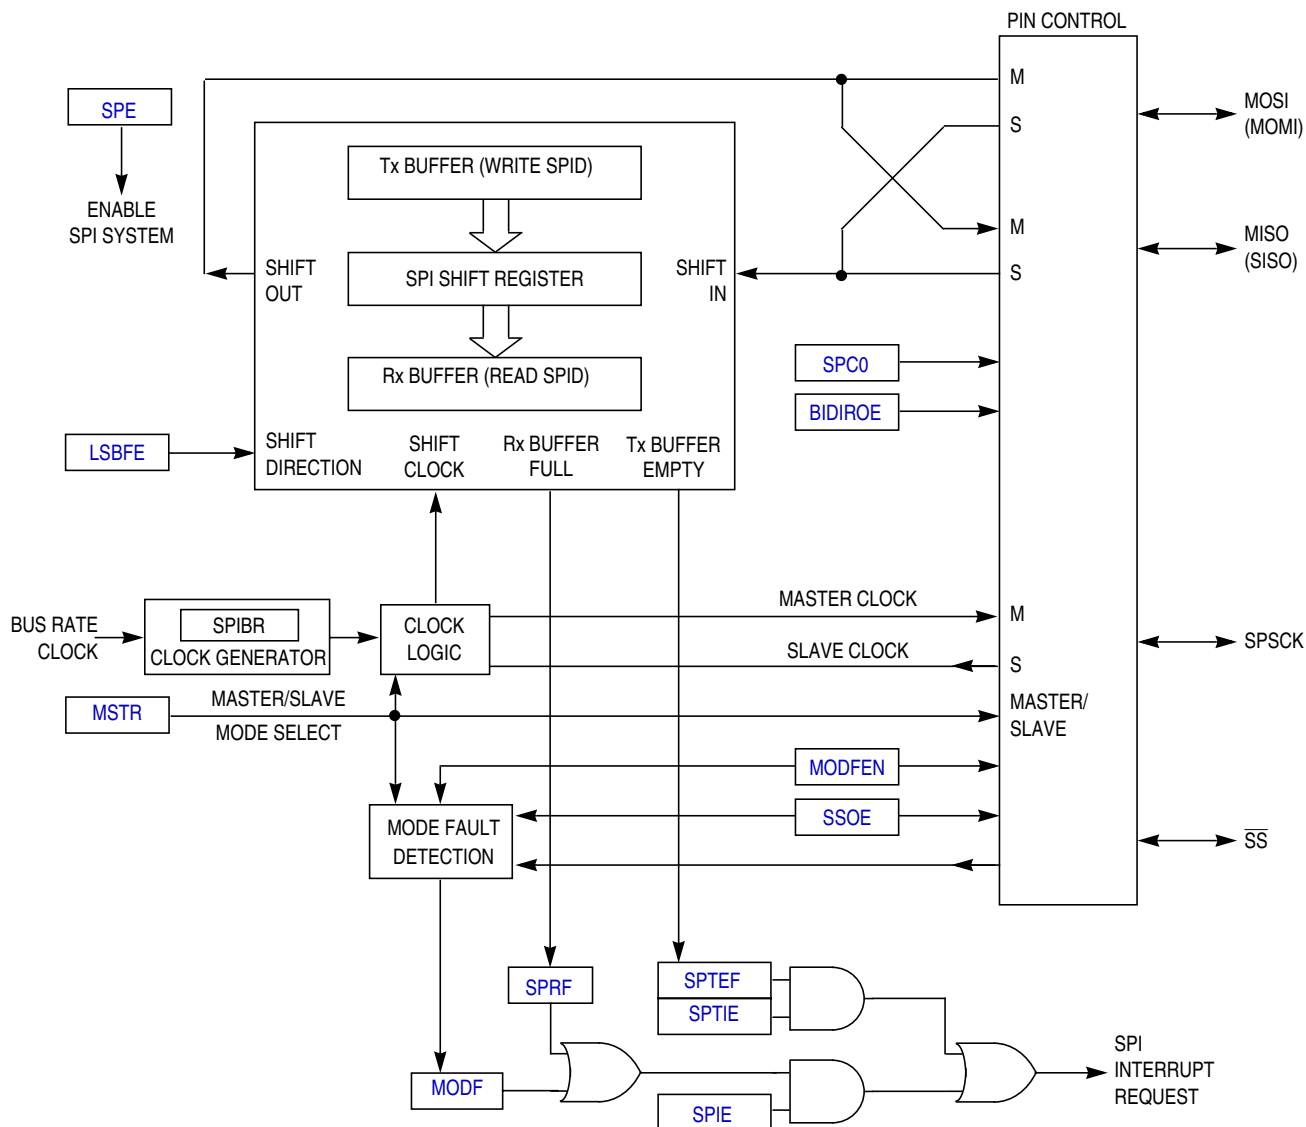 PIN CONTROL
M
MOSI
(MOMI)
S
SPE
ENABLE
SPI SYSTEM
Tx BUFFER (WRITE SPID)
M
MISO
(SISO)
S
SHIFT
OUT
SPI SHIFT REGISTER
SHIFT
IN
Rx BUFFER (READ SPID)
SPC0
BIDIROE
LSBFE
SHIFT
DIRECTION
SHIFT
CLOCK
Rx BUFFER
FULL
Tx BUFFER
EMPTY
BUS RATE
CLOCK
SPIBR
CLOCK GENERATOR
CLOCK
LOGIC
MASTER CLOCK
M
SLAVE CLOCK
S
SPSCK
MSTR
MASTER/SLAVE
MODE SELECT
MASTER/
SLAVE
MODFEN
SSOE
MODE FAULT
DETECTION
SS
SPRF
SPTEF
SPTIE
MODF
SPIE
SPI
INTERRUPT
REQUEST